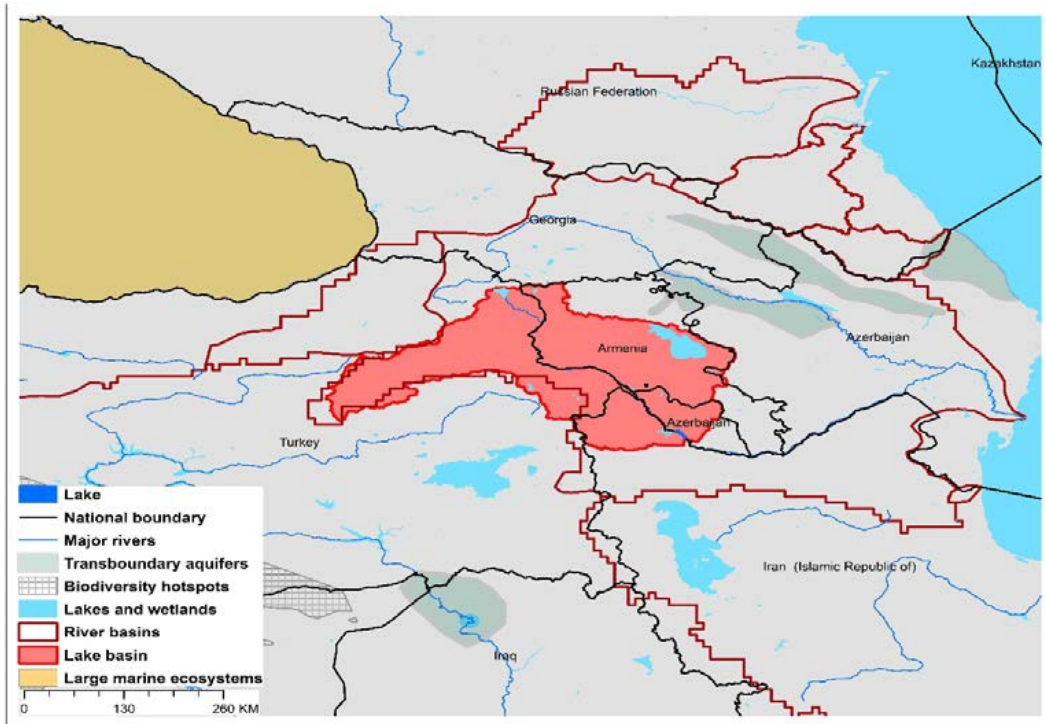 Kazakhstan
Russian Federation
Georgia
Azerbaijan
Armenia
Azerbaijan
Turkey
Iran (Islamic Republic of)
Iraq
Lake
National boundary
Major rivers
Transboundary aquifers
Biodiversity hotspots
Lakes and wetlands
River basins
Lake basin
Large marine ecosystems
0 130 260 KM